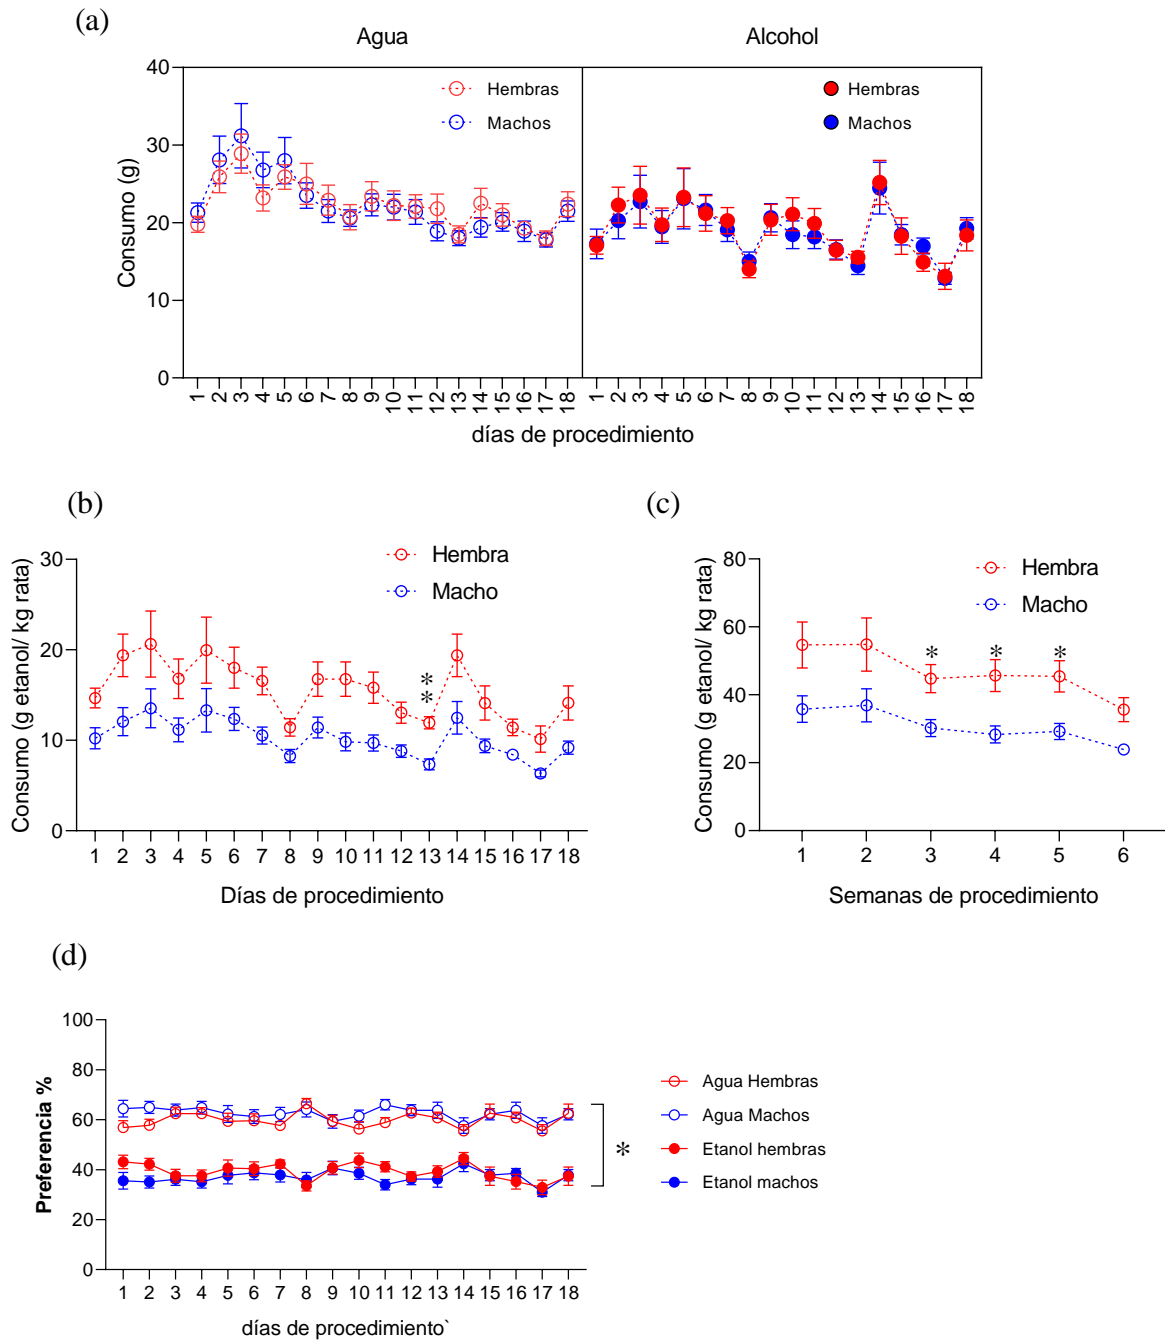 (a)
Agua
Alcohol
Consumo (g)
40
30
20
10
0
Hembras
Machos
Hembras
Machos
1 2 3 4 5 6 7 8 9 10 11 12 13 14 15 16 17 18
1 2 3 4 5 6 7 8 9 10 11 12 13 14 15 16 17 18
días de procedimiento
(b)
Consumo (g etanol/ kg rata)
30
20
10
0
Hembra
Macho
**
1 2 3 4 5 6 7 8 9 10 11 12 13 14 15 16 17 18
Días de procedimiento
(c)
Consumo (g etanol/ kg rata)
80
60
40
20
0
Hembra
Macho
* * *
1 2 3 4 5 6
Semanas de procedimiento
(d)
Preferencia %
100
80
60
40
20
0
Agua Hembras
Agua Machos
Etanol hembras
Etanol machos
*
1 2 3 4 5 6 7 8 9 10 11 12 13 14 15 16 17 18
días de procedimiento`